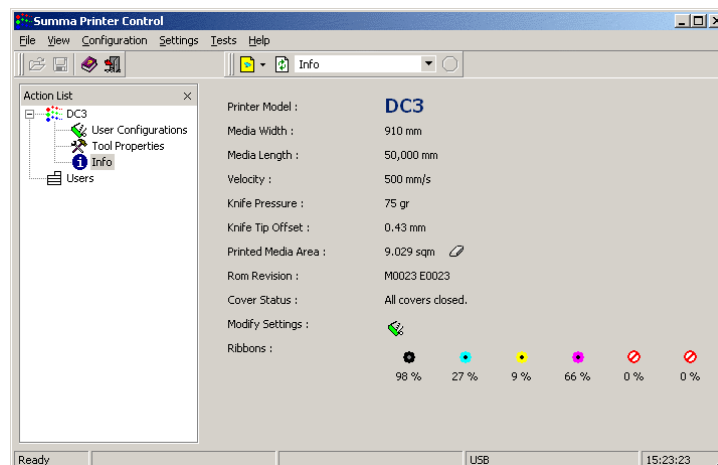 Summa Printer Control
File View Configuration Settings Tests Help
Info
Action List
DC3
User Configurations
Tool Properties
Info
Users
Printer Model : DC3
Media Width : 910 mm
Media Length : 50,000 mm
Velocity : 500 mm/s
Knife Pressure : 75 gr
Knife Tip Offset : 0.43 mm
Printed Media Area : 9.029 sqm
Rom Revision : M0023 E0023
Cover Status : All covers closed.
Modify Settings :
Ribbons :
98 % 27 % 9 % 66 % 0 % 0 %
Ready USB 15:23:23